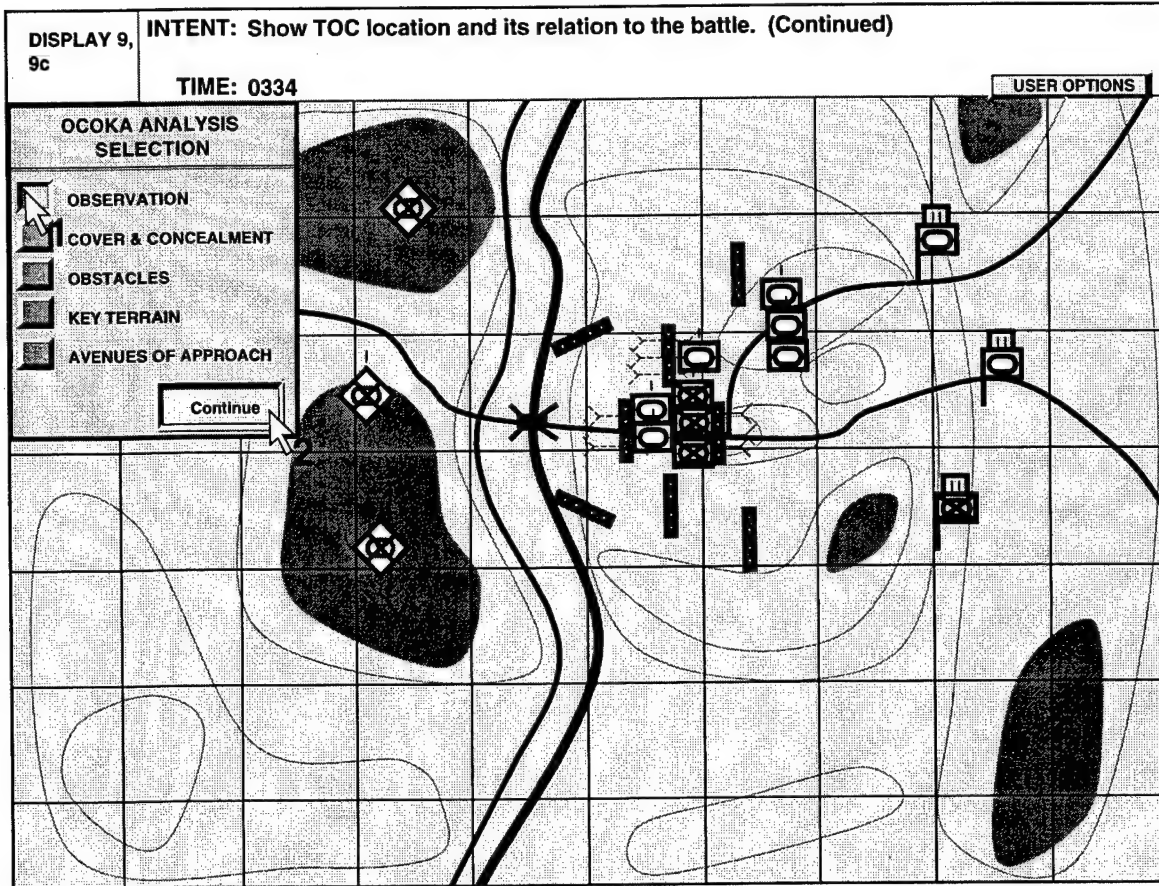 DISPLAY 9,
9c
INTENT: Show TOC location and its relation to the battle. (Continued)
TIME: 0334
USER OPTIONS
OCOKA ANALYSIS
SELECTION
OBSERVATION
1
COVER & CONCEALMENT
OBSTACLES
KEY TERRAIN
AVENUES OF APPROACH
Continue
2